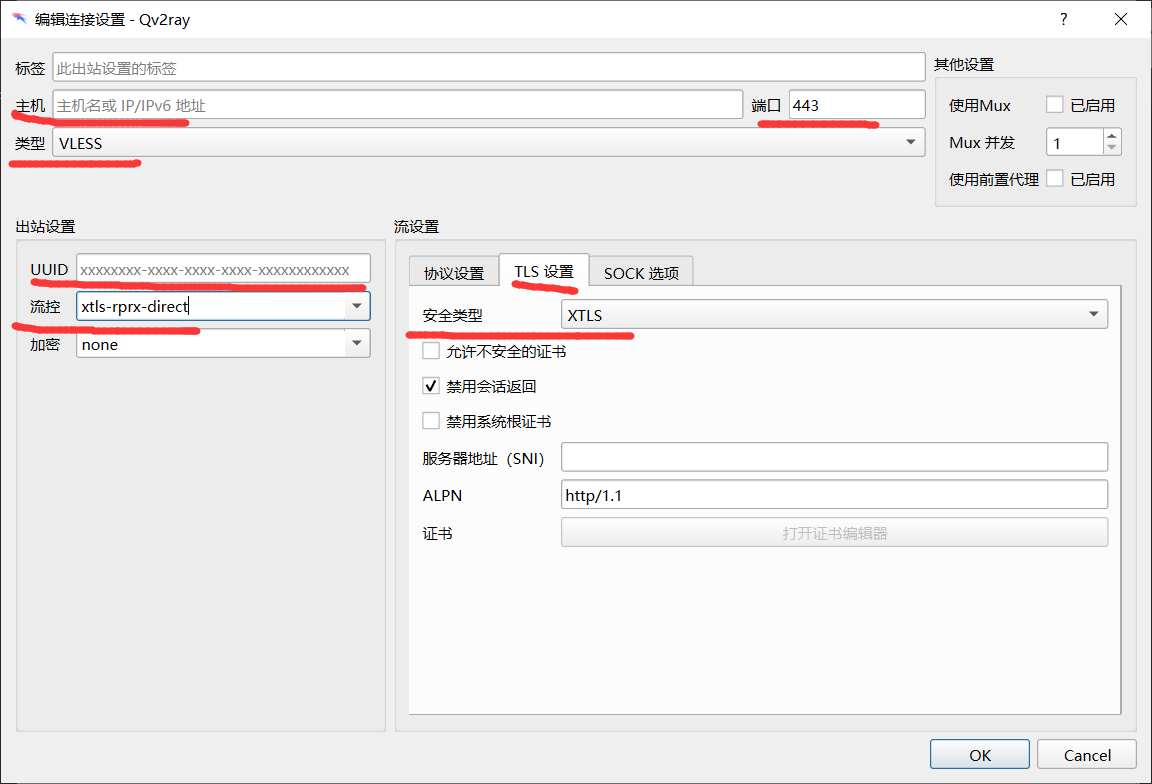 编辑连接设置 - Qv2ray
标签 此出站设置的标签
主机 主机名或 IP/IPv6 地址 端口 443
类型 VLESS
其他设置
使用Mux 已启用
Mux 并发 1
使用前置代理 已启用
出站设置
UUID xxxxxxxx-xxxx-xxxx-xxxx-xxxxxxxxxxxx
流控 xtls-rprx-direct
加密 none
流设置
协议设置 TLS 设置 SOCK 选项
安全类型 XTLS
允许不安全的证书
禁用会话返回
禁用系统根证书
服务器地址（SNI）
ALPN http/1.1
证书 打开证书编辑器
OK Cancel